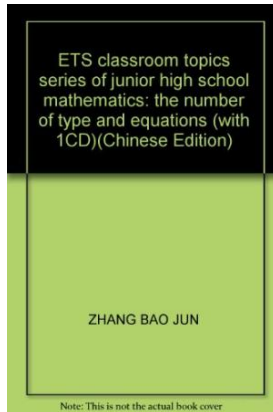 ETS classroom topics
series of junior high school
mathematics: the number
of type and equations (with
1CD)(Chinese Edition)
ZHANG BAO JUN
Note: This is not the actual book cover